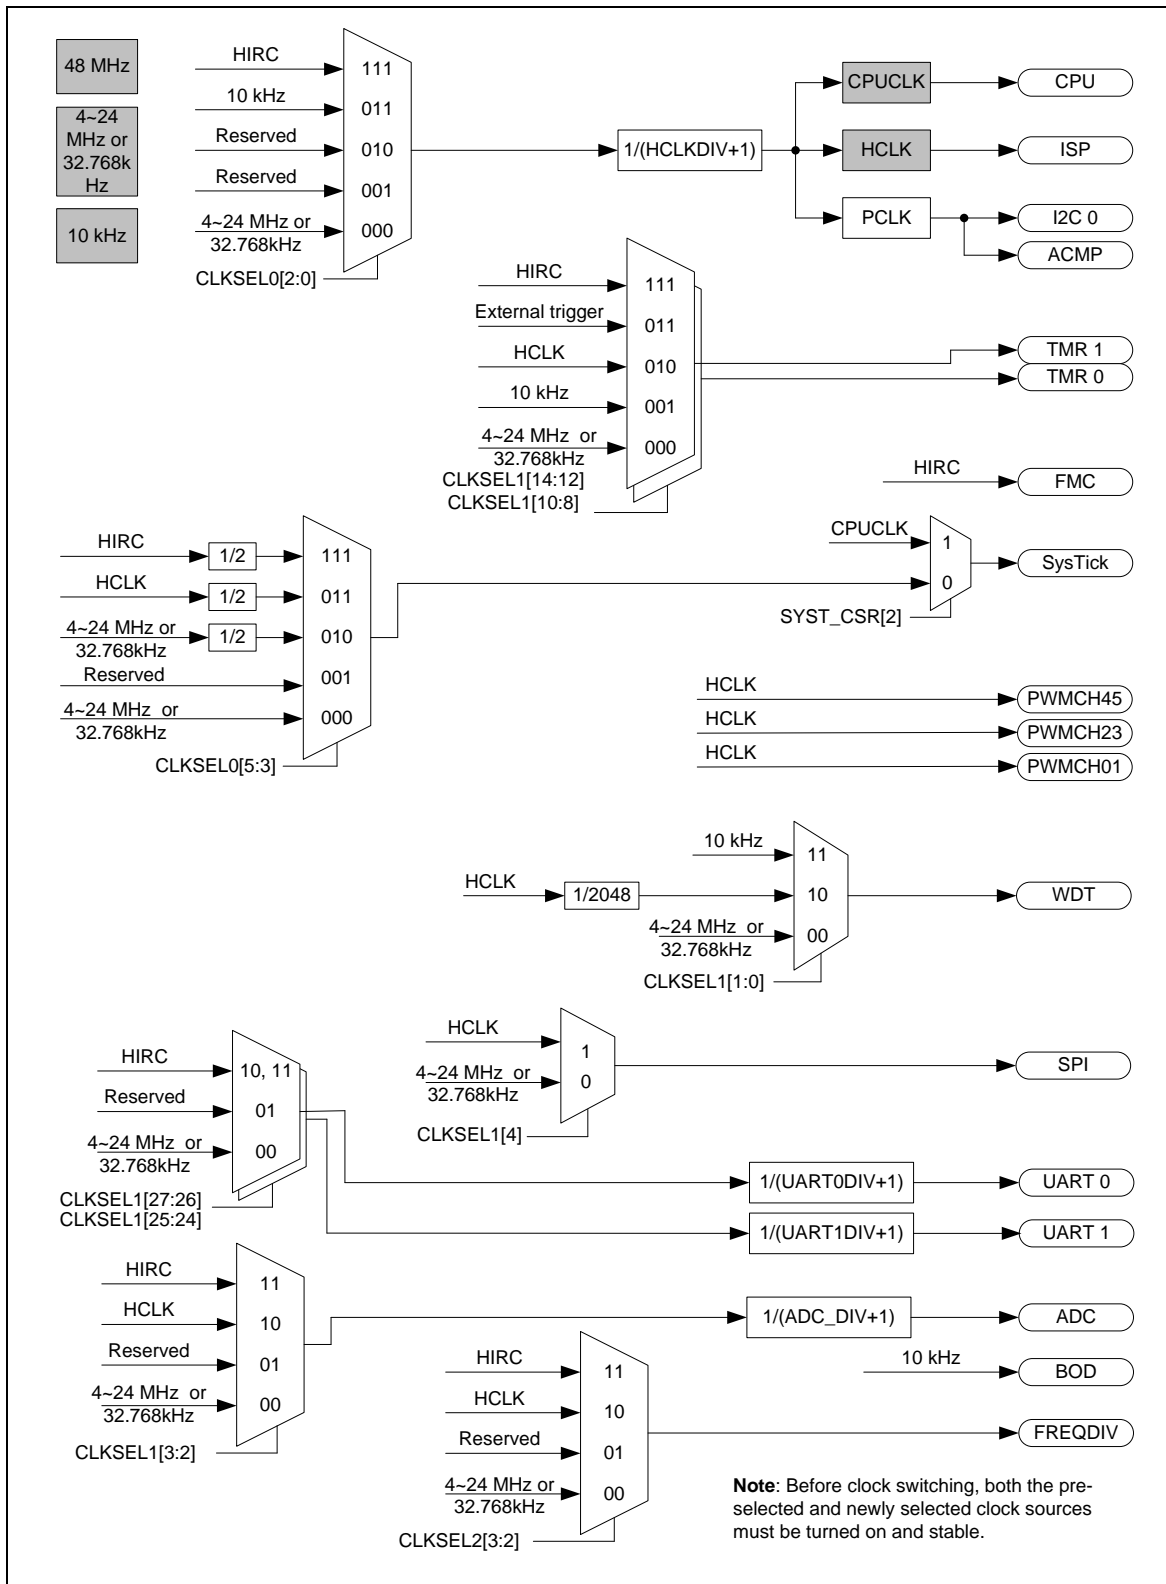 48 MHz
4~24
MHz or
32.768k
Hz
10 kHz
HIRC
111
10 kHz
011
Reserved
010
Reserved
001
4~24 MHz or
32.768kHz
000
CLKSEL0[2:0]
1/(HCLKDIV+1)
CPUCLK
CPU
HCLK
ISP
PCLK
I2C 0
ACMP
HIRC
111
External trigger
011
HCLK
010
10 kHz
001
4~24 MHz or
32.768kHz
000
CLKSEL1[14:12]
CLKSEL1[10:8]
TMR 1
TMR 0
HIRC
FMC
HIRC
1/2
111
HCLK
1/2
011
4~24 MHz or
32.768kHz
1/2
010
Reserved
001
4~24 MHz or
32.768kHz
000
CLKSEL0[5:3]
CPUCLK
1
0
SYST_CSR[2]
SysTick
HCLK
PWMCH45
HCLK
PWMCH23
HCLK
PWMCH01
10 kHz
11
HCLK
1/2048
10
4~24 MHz or
32.768kHz
00
CLKSEL1[1:0]
WDT
HCLK
1
4~24 MHz or
32.768kHz
0
CLKSEL1[4]
SPI
HIRC
10, 11
Reserved
01
4~24 MHz or
32.768kHz
00
CLKSEL1[27:26]
CLKSEL1[25:24]
1/(UART0DIV+1)
UART 0
1/(UART1DIV+1)
UART 1
HIRC
11
HCLK
10
Reserved
01
4~24 MHz or
32.768kHz
00
CLKSEL1[3:2]
1/(ADC_DIV+1)
ADC
10 kHz
BOD
HIRC
11
HCLK
10
Reserved
01
4~24 MHz or
32.768kHz
00
CLKSEL2[3:2]
FREQDIV
Note: Before clock switching, both the pre-
selected and newly selected clock sources
must be turned on and stable.